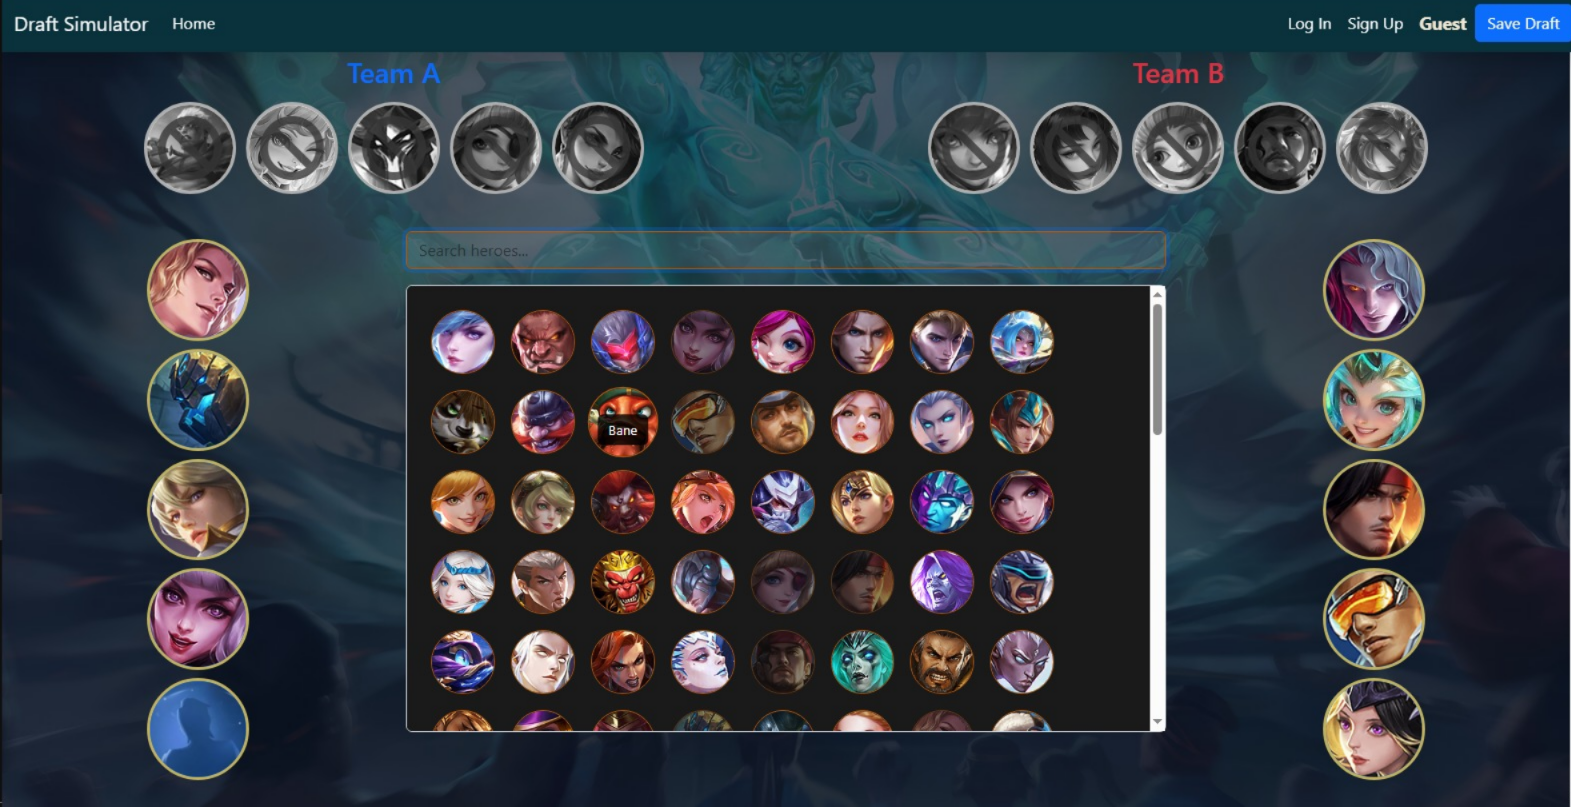 Draft Simulator Home Log In Sign Up Guest Save Draft
Team A Team B
Search heroes...
Bane